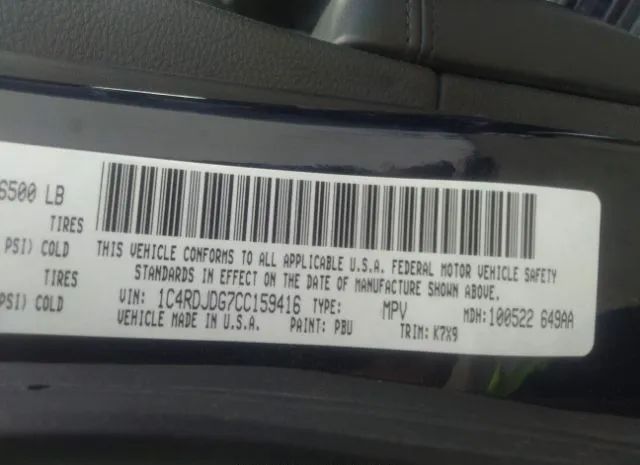 6500 LB
TIRES
PSI) COLD
TIRES
PSI) COLD
THIS VEHICLE CONFORMS TO ALL APPLICABLE U.S.A. FEDERAL MOTOR VEHICLE SAFETY
STANDARDS IN EFFECT ON THE DATE OF MANUFACTURE SHOWN ABOVE.
VIN: 1C4RDJDG7CC159416 TYPE: MPV MDH: 100522 649AA
VEHICLE MADE IN U.S.A. PAINT: PBU TRIM: K7X9